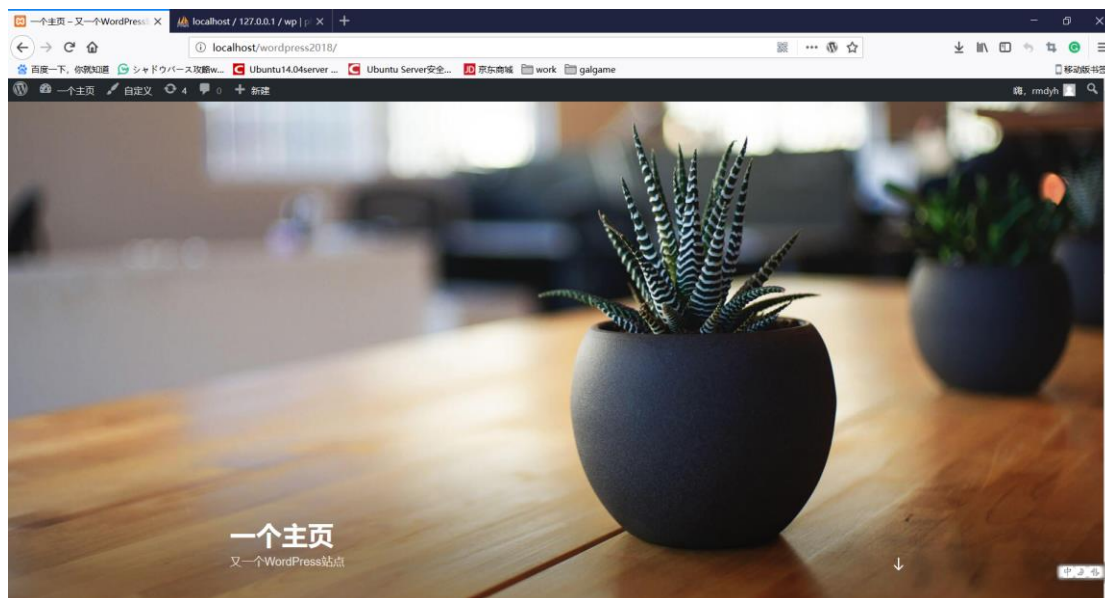 一个主页 – 又一个WordPress
localhost / 127.0.0.1 / wp | p
localhost/wordpress2018/
百度一下，你就知道 シャドウバース攻略w... Ubuntu14.04server ... Ubuntu Server安全... 京东商城 work galgame 移动版书签
一个主页 自定义 4 0 新建 嗨，rmdyh
一个主页
又一个WordPress站点
中